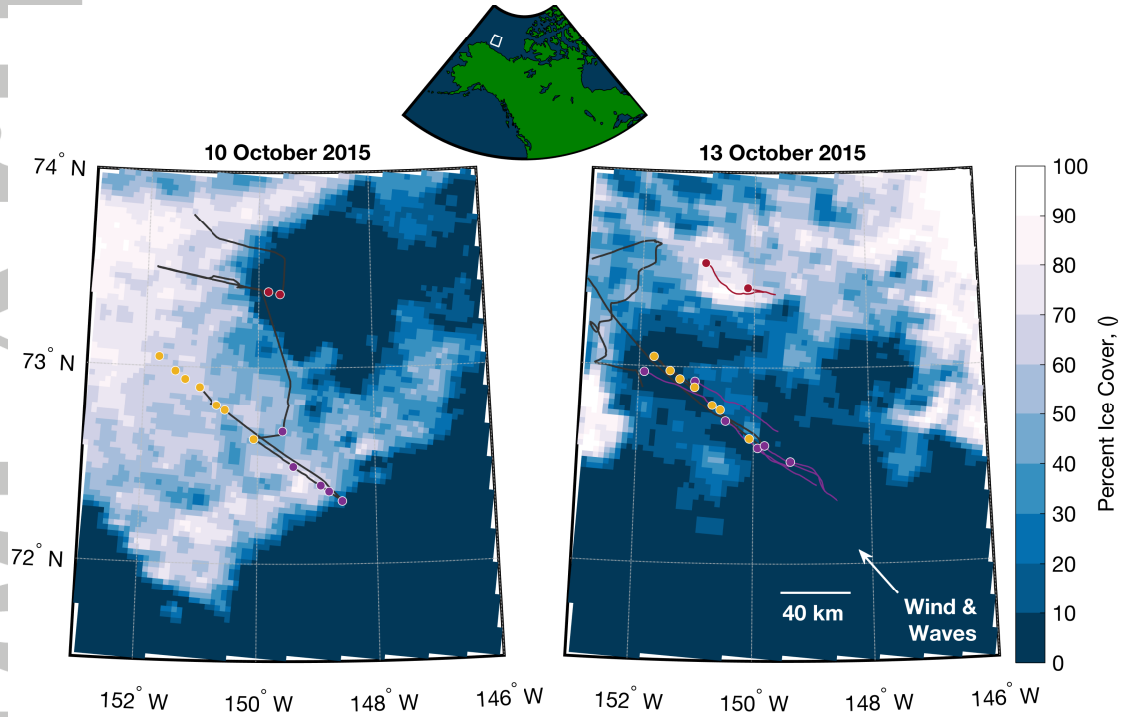 10 October 2015
13 October 2015
74° N
73° N
72° N
152° W
150° W
148° W
146° W
152° W
150° W
148° W
146° W
40 km
Wind &
Waves
100
90
80
70
60
50
40
30
20
10
0
Percent Ice Cover, ()